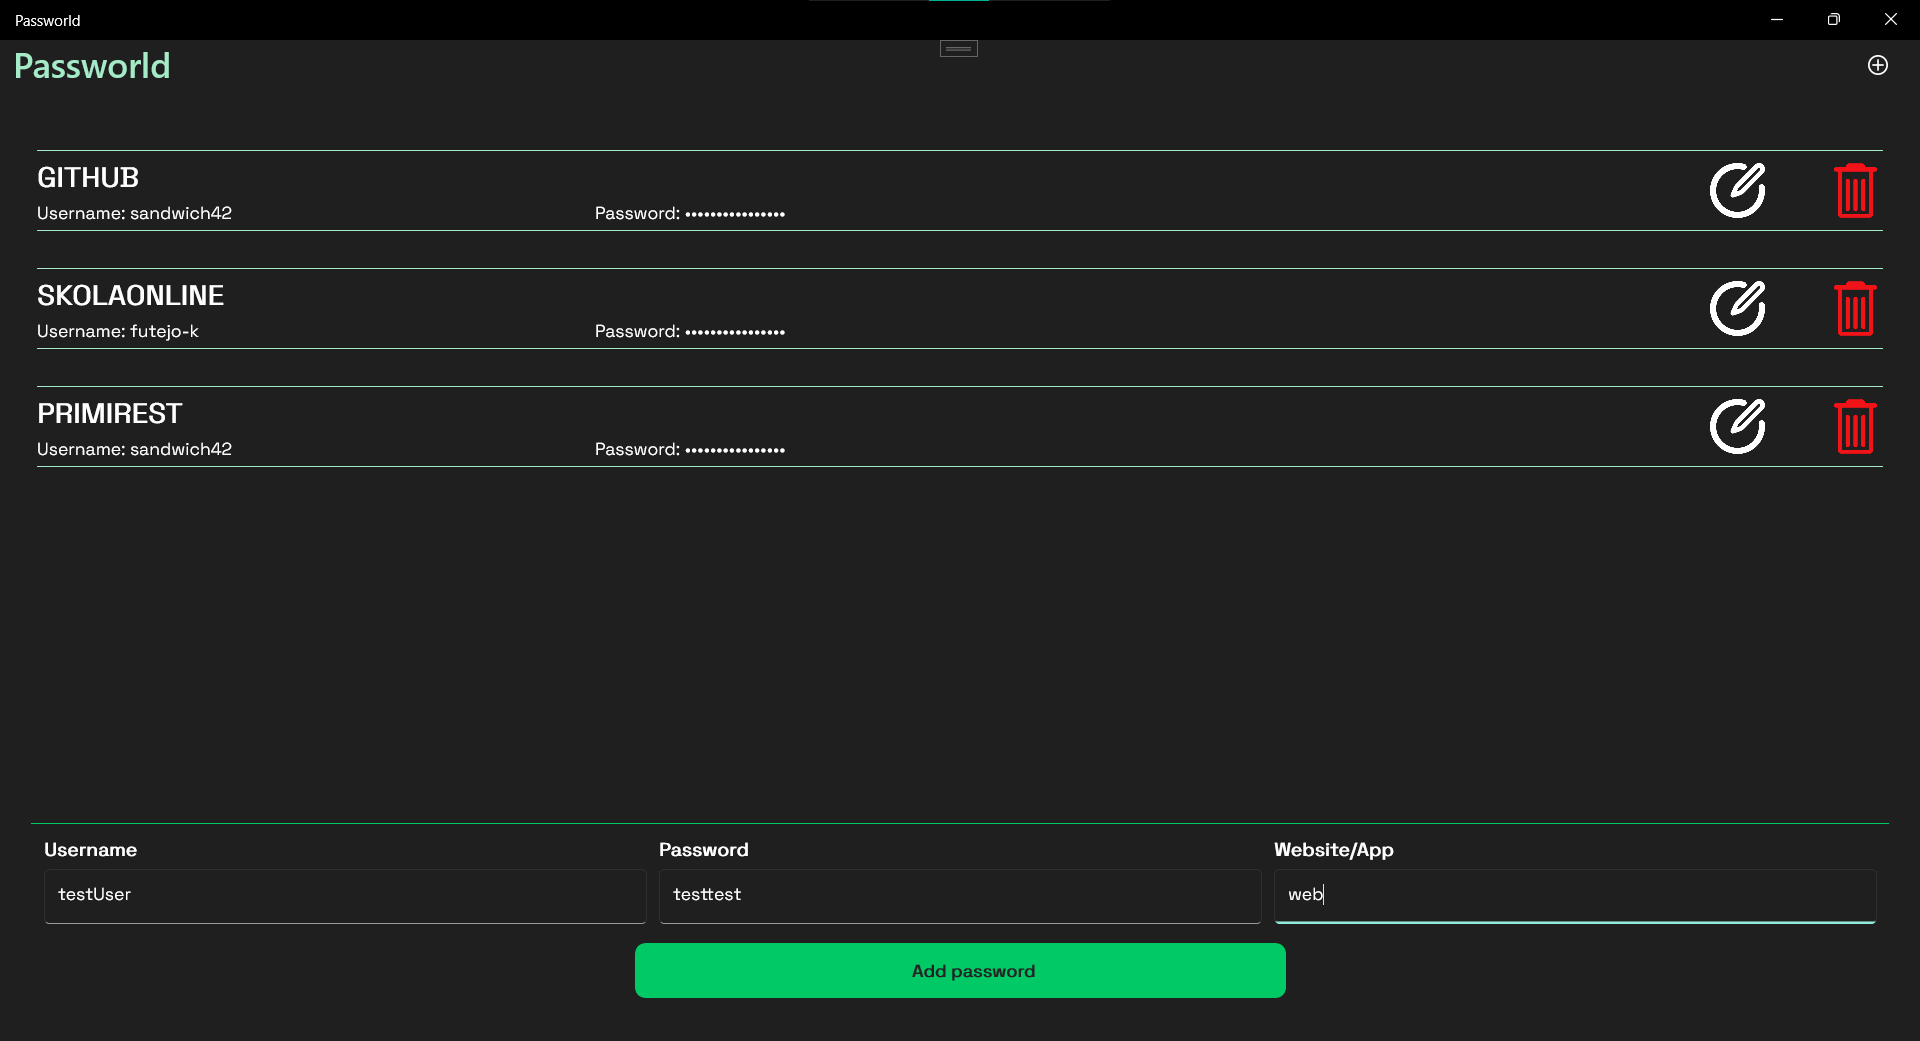 Passworld
Passworld
GITHUB
Username: sandwich42 Password: ••••••••••••••••
SKOLAONLINE
Username: futejo-k Password: ••••••••••••••••
PRIMIREST
Username: sandwich42 Password: ••••••••••••••••
Username Password Website/App
testUser testtest web
Add password